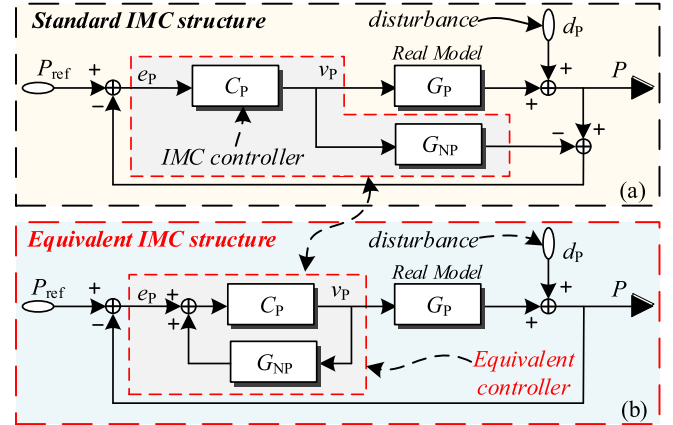 Standard IMC structure
disturbance
dP
Real Model
Pref
+
−
eP
CP
vP
GP
+
+
P
IMC controller
GNP
−
+
(a)
Equivalent IMC structure
disturbance
dP
Real Model
Pref
+
−
eP
+
+
CP
vP
GP
+
+
P
GNP
Equivalent
controller
(b)